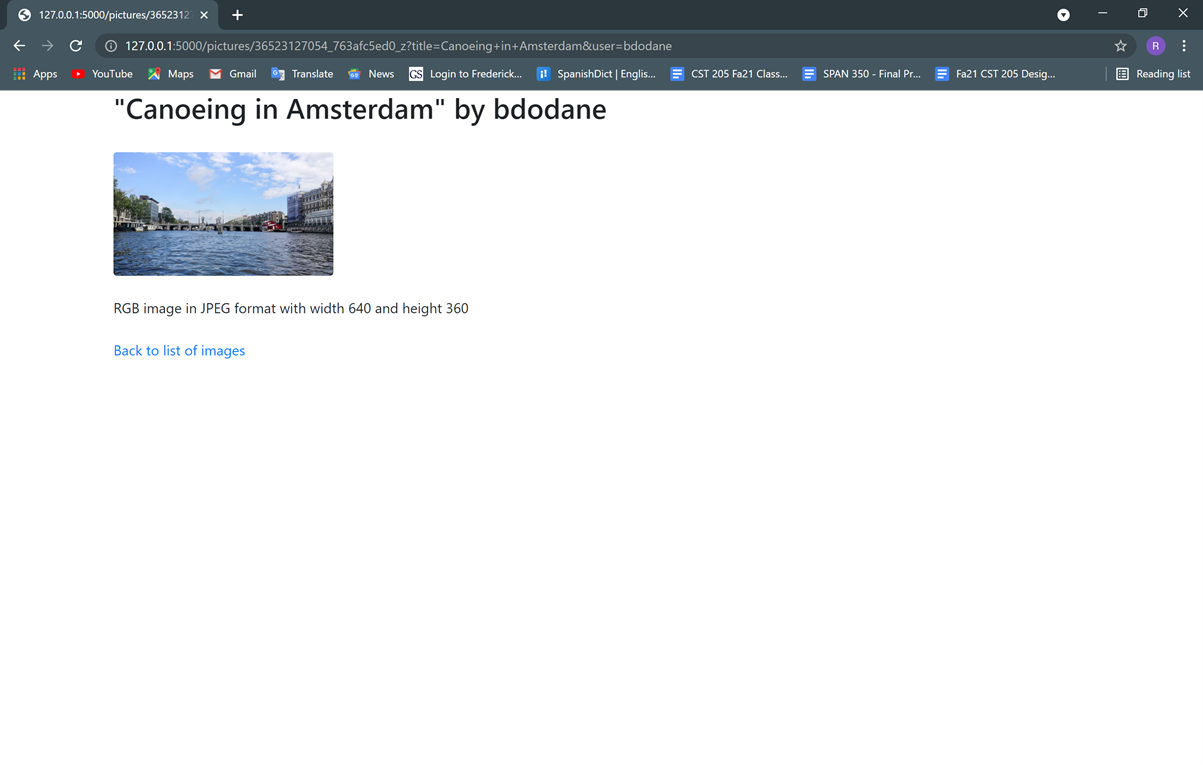 127.0.0.1:5000/pictures/3652312
127.0.0.1:5000/pictures/36523127054_763afc5ed0_z?title=Canoeing+in+Amsterdam&user=bdodane
R
Apps YouTube Maps Gmail Translate News GS Login to Frederick... SpanishDict | Englis... CST 205 Fa21 Class... SPAN 350 - Final Pr... Fa21 CST 205 Desig... Reading list
"Canoeing in Amsterdam" by bdodane
RGB image in JPEG format with width 640 and height 360
Back to list of images